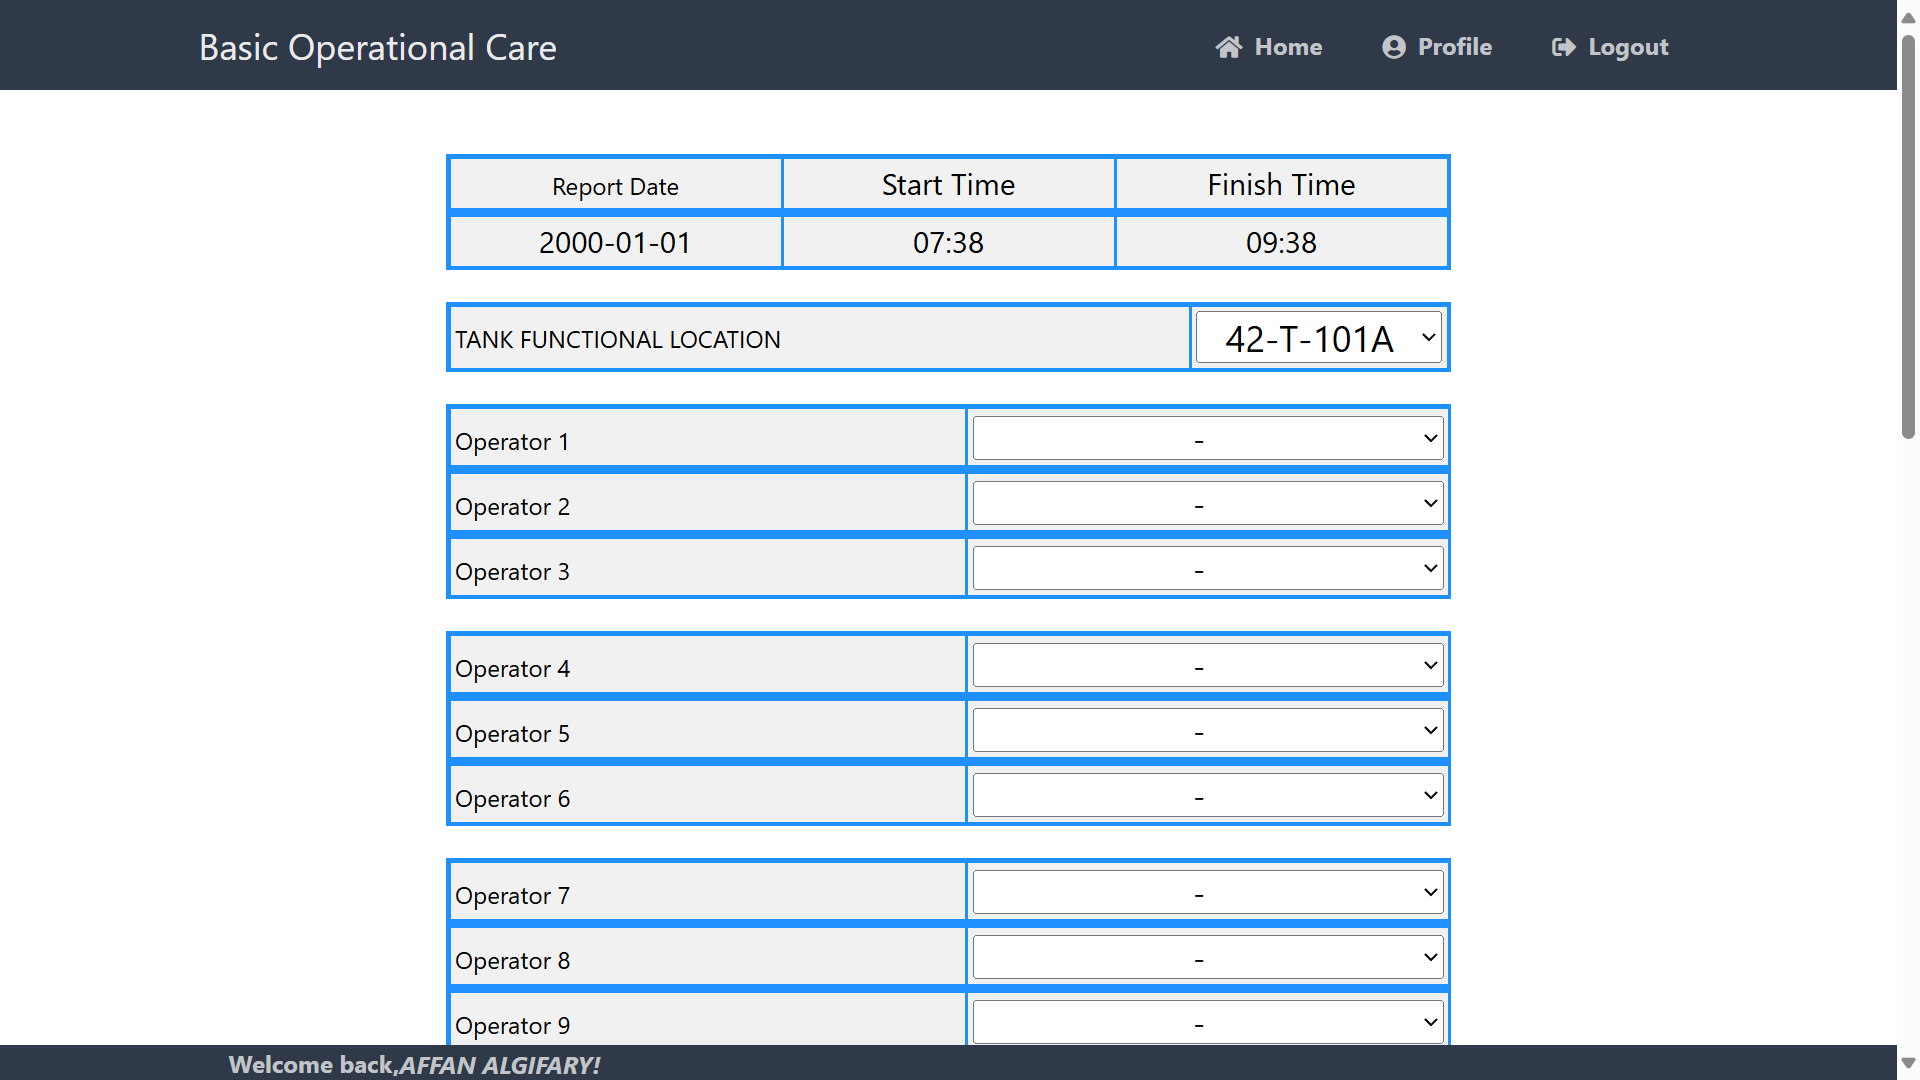 Basic Operational Care
Home
Profile
Logout
Report Date
Start Time
Finish Time
2000-01-01
07:38
09:38
TANK FUNCTIONAL LOCATION
42-T-101A
Operator 1
-
Operator 2
-
Operator 3
-
Operator 4
-
Operator 5
-
Operator 6
-
Operator 7
-
Operator 8
-
Operator 9
-
Welcome back,AFFAN ALGIFARY!